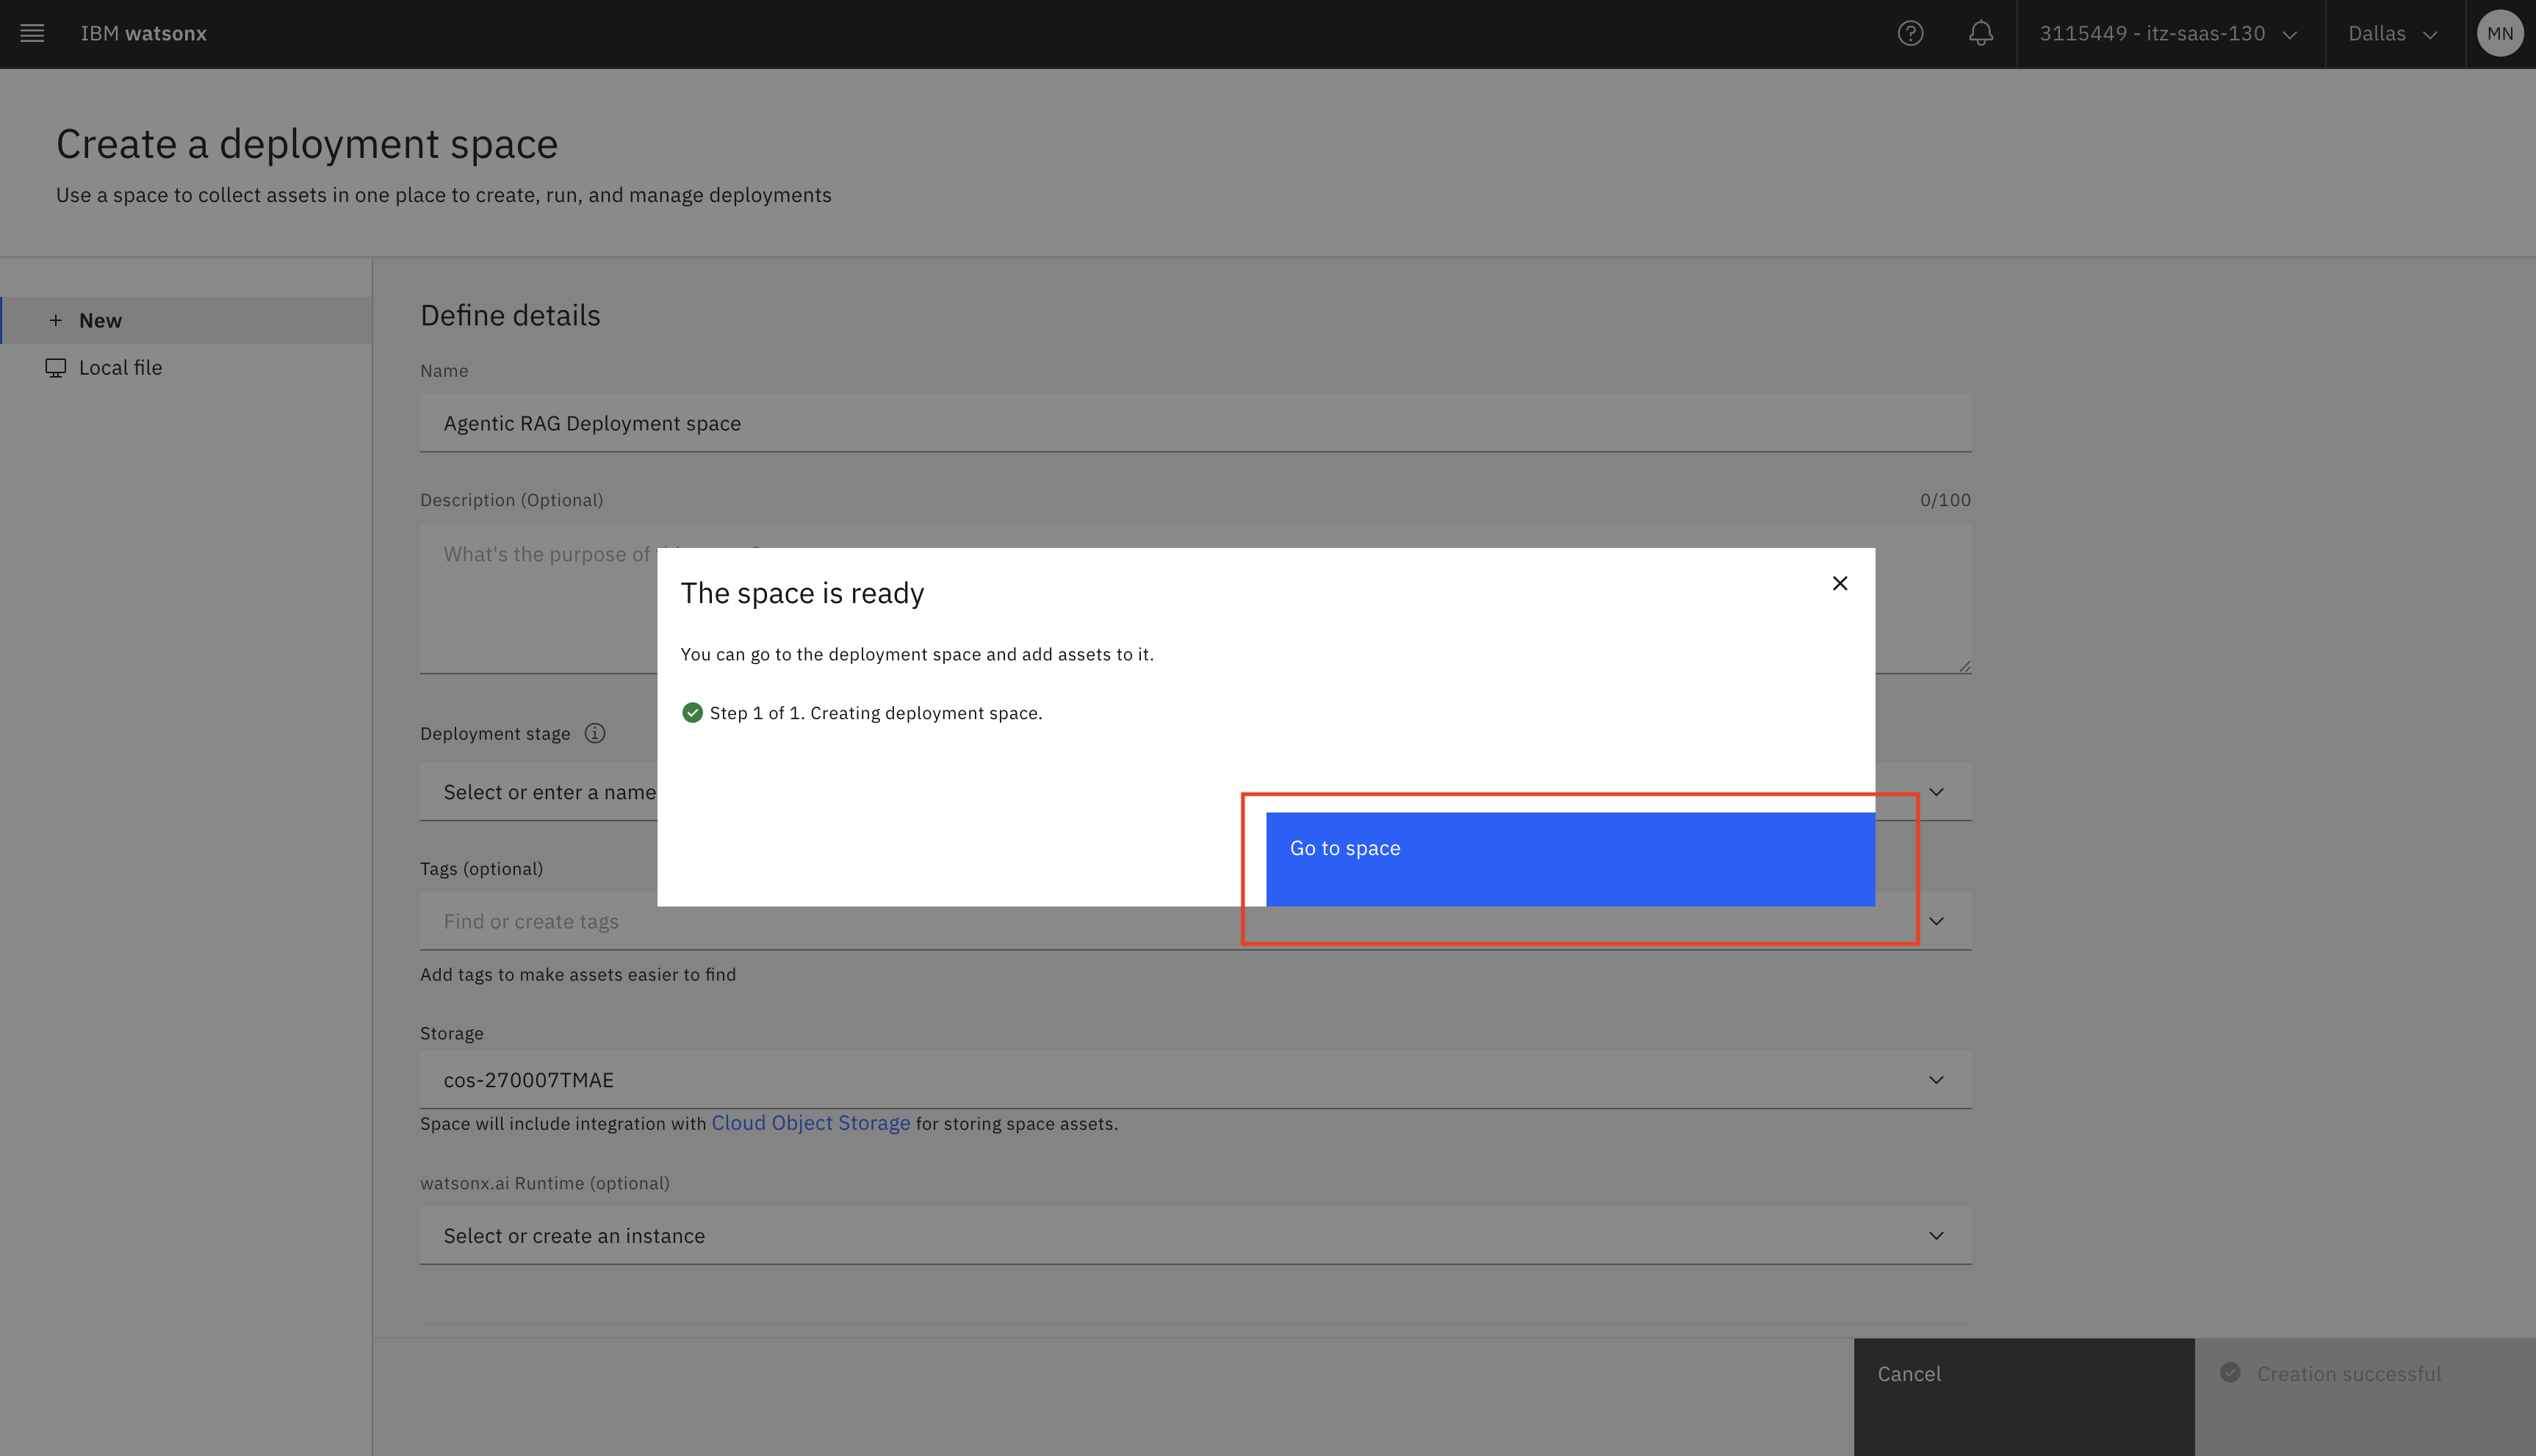 IBM watsonx
3115449 - itz-saas-130
Dallas
MN
Create a deployment space
Use a space to collect assets in one place to create, run, and manage deployments
New
Local file
Define details
Name
Agentic RAG Deployment space
Description (Optional)
0/100
What's the purpose of
The space is ready
You can go to the deployment space and add assets to it.
Step 1 of 1. Creating deployment space.
Go to space
Deployment stage
Select or enter a name
Tags (optional)
Find or create tags
Add tags to make assets easier to find
Storage
cos-270007TMAE
Space will include integration with Cloud Object Storage for storing space assets.
watsonx.ai Runtime (optional)
Select or create an instance
Cancel
Creation successful